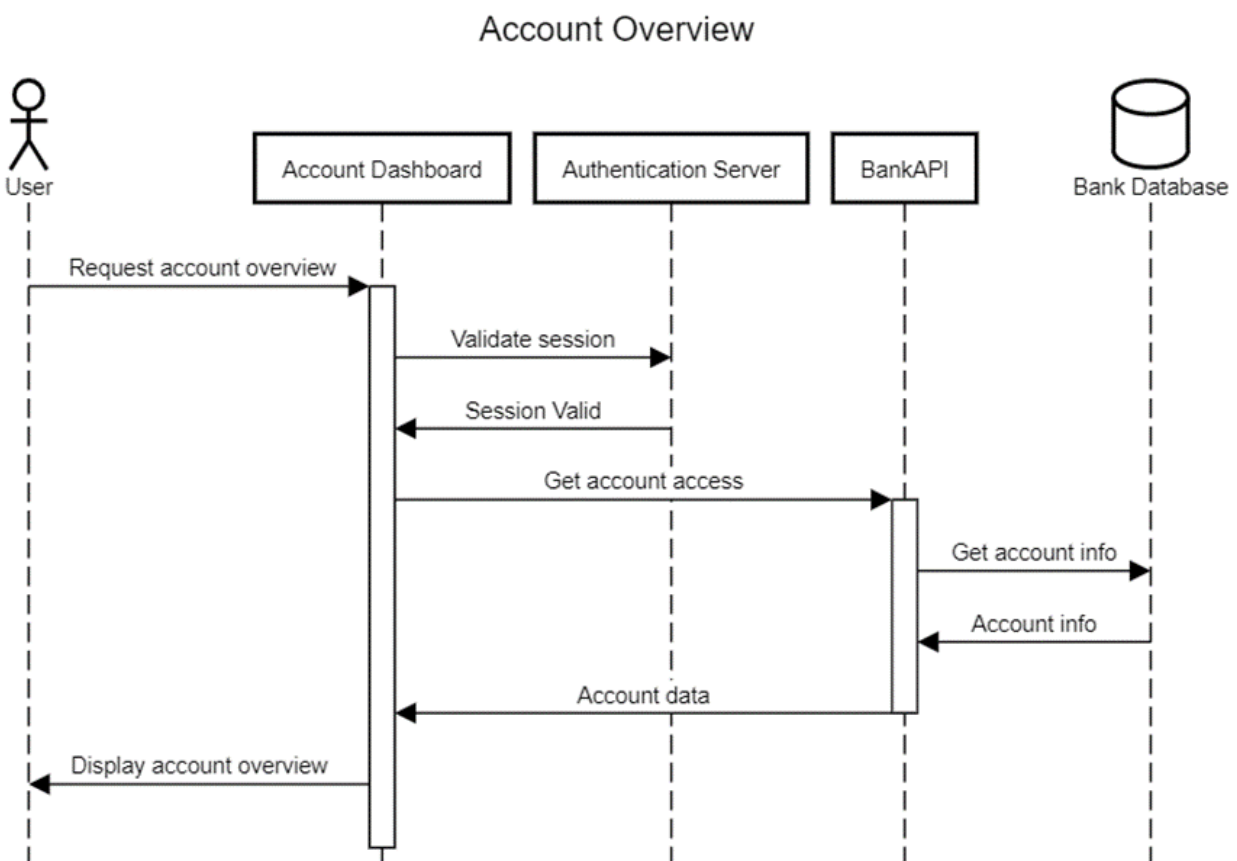 Account Overview
User
Account Dashboard
Authentication Server
BankAPI
Bank Database
Request account overview
Validate session
Session Valid
Get account access
Get account info
Account info
Account data
Display account overview